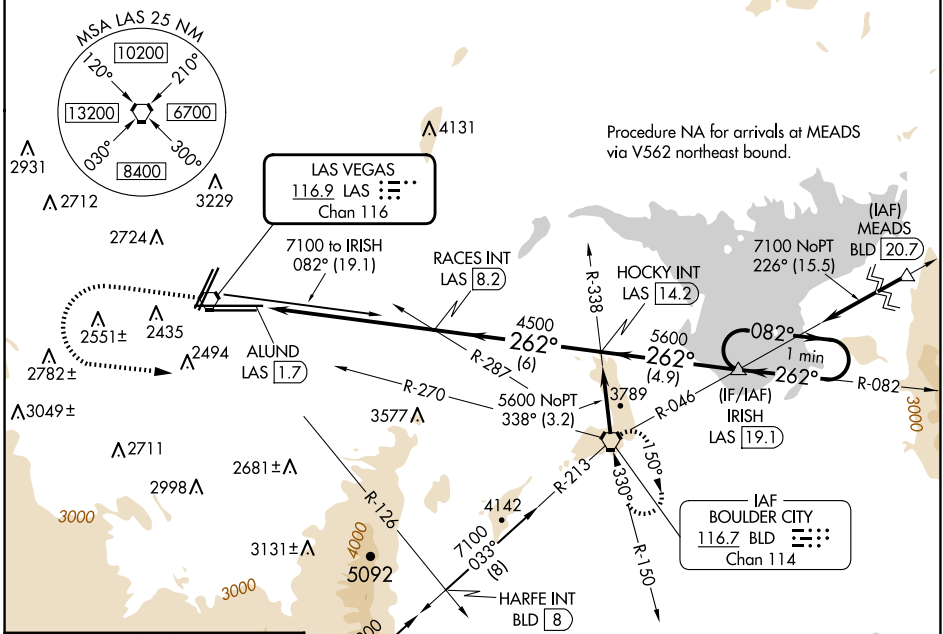 MSA LAS 25 NM
10200
120°
210°
13200
6700
030°
300°
8400
2931
2712
3229
2724
4131
LAS VEGAS
116.9 LAS
Chan 116
Procedure NA for arrivals at MEADS
via V562 northeast bound.
7100 to IRISH
082° (19.1)
RACES INT
LAS 8.2
HOCKY INT
LAS 14.2
R-338
(IAF)
MEADS
BLD 20.7
7100 NoPT
226° (15.5)
4500
262°
(6)
5600
262°
(4.9)
082°
1 min
262°
R-082
2551±
2435
2494
2782±
ALUND
LAS 1.7
R-287
R-270
5600 NoPT
338° (3.2)
3789
R-046
(IF/IAF)
IRISH
LAS 19.1
3000
3049±
3577
2711
2681±
2998
R-213
150°
330°
4142
R-126
7100
033°
(8)
R-150
IAF
BOULDER CITY
116.7 BLD
Chan 114
3000
3131±
4000
5092
3000
HARFE INT
BLD 8